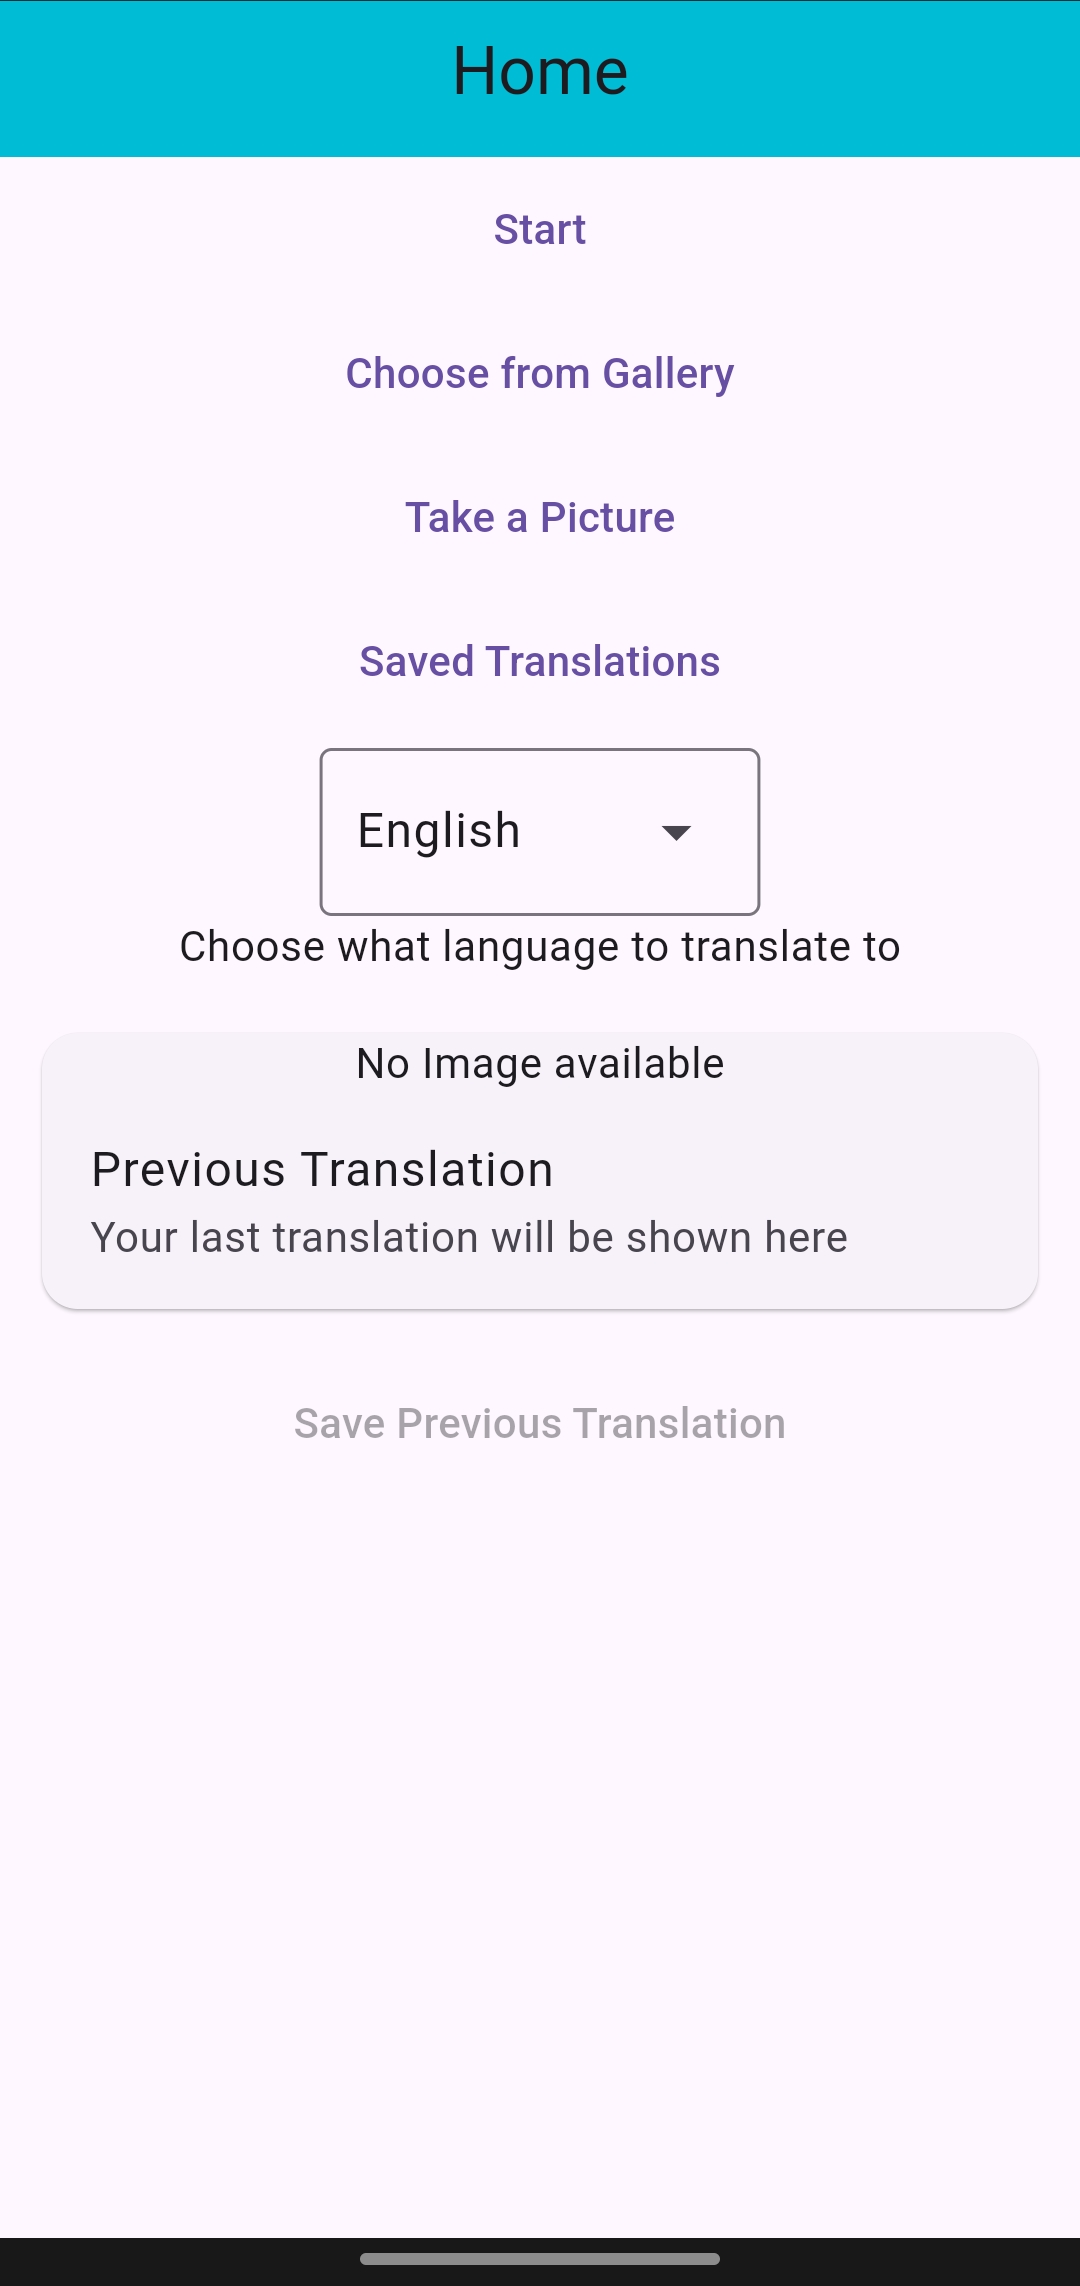 Home
Start
Choose from Gallery
Take a Picture
Saved Translations
English
Choose what language to translate to
No Image available
Previous Translation
Your last translation will be shown here
Save Previous Translation